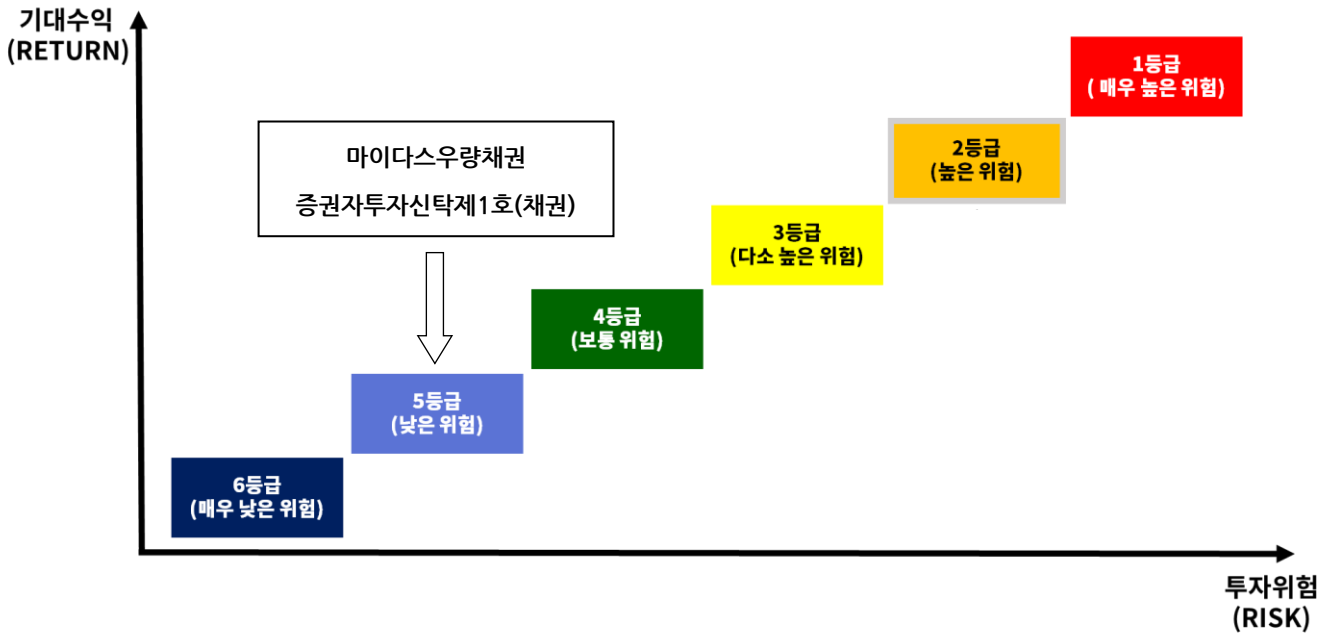 기대수익
(RETURN)
1등급
( 매우 높은 위험)
2등급
(높은 위험)
마이다스우량채권
증권자투자신탁제1호(채권)
3등급
(다소 높은 위험)
4등급
(보통 위험)
5등급
(낮은 위험)
6등급
(매우 낮은 위험)
투자위험
(RISK)